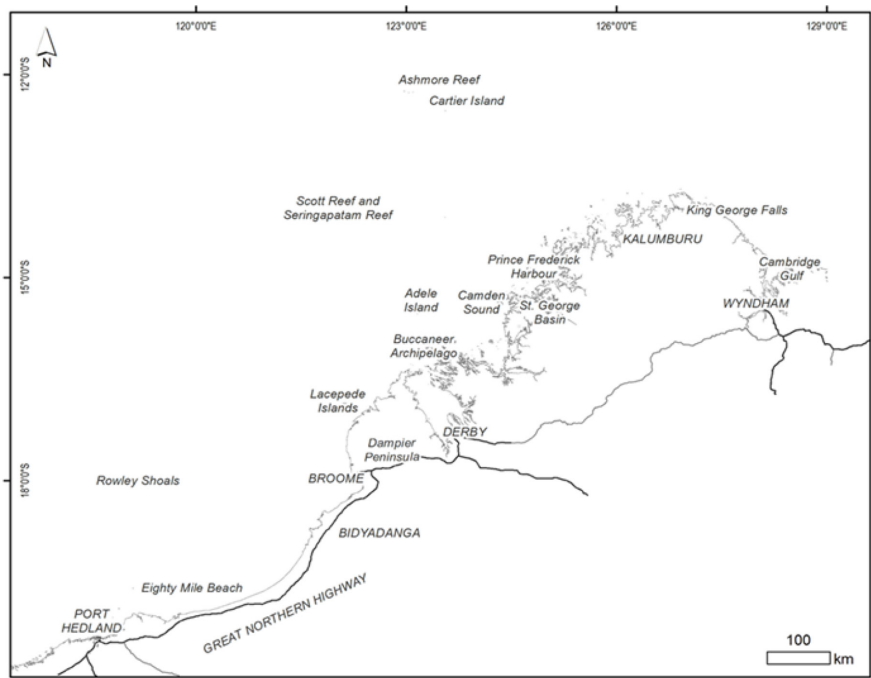 120°0'0"E
123°0'0"E
126°0'0"E
129°0'0"E
N
12°0'0"S
Ashmore Reef
Cartier Island
Scott Reef and
Seringapatam Reef
King George Falls
KALUMBURU
Prince Frederick
Harbour
Cambridge
Gulf
15°0'0"S
Adele
Island
Camden
Sound
St. George
Basin
WYNDHAM
Buccaneer
Archipelago
Lacepede
Islands
DERBY
Dampier
Peninsula
18°0'0"S
Rowley Shoals
BROOME
BIDYADANGA
Eighty Mile Beach
PORT
HEDLAND
GREAT NORTHERN HIGHWAY
100
km